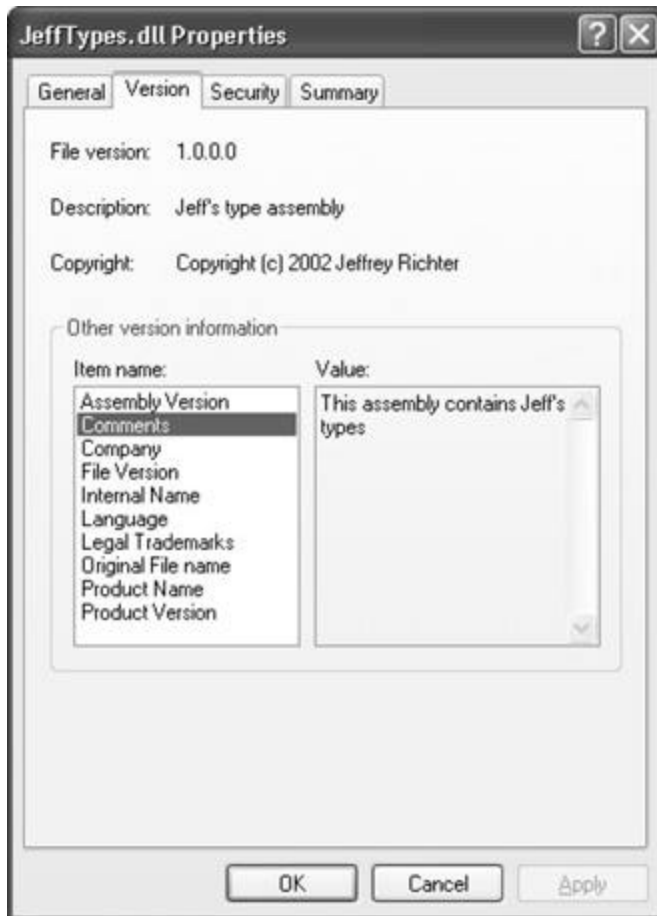 JeffTypes.dll Properties
General Version Security Summary
File version: 1.0.0.0
Description: Jeff's type assembly
Copyright: Copyright (c) 2002 Jeffrey Richter
Other version information
Item name:
Value:
Assembly Version
Comments
Company
File Version
Internal Name
Language
Legal Trademarks
Original File name
Product Name
Product Version
This assembly contains Jeff's
types
OK Cancel Apply